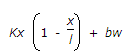 Kx (1 - x/l) + bw